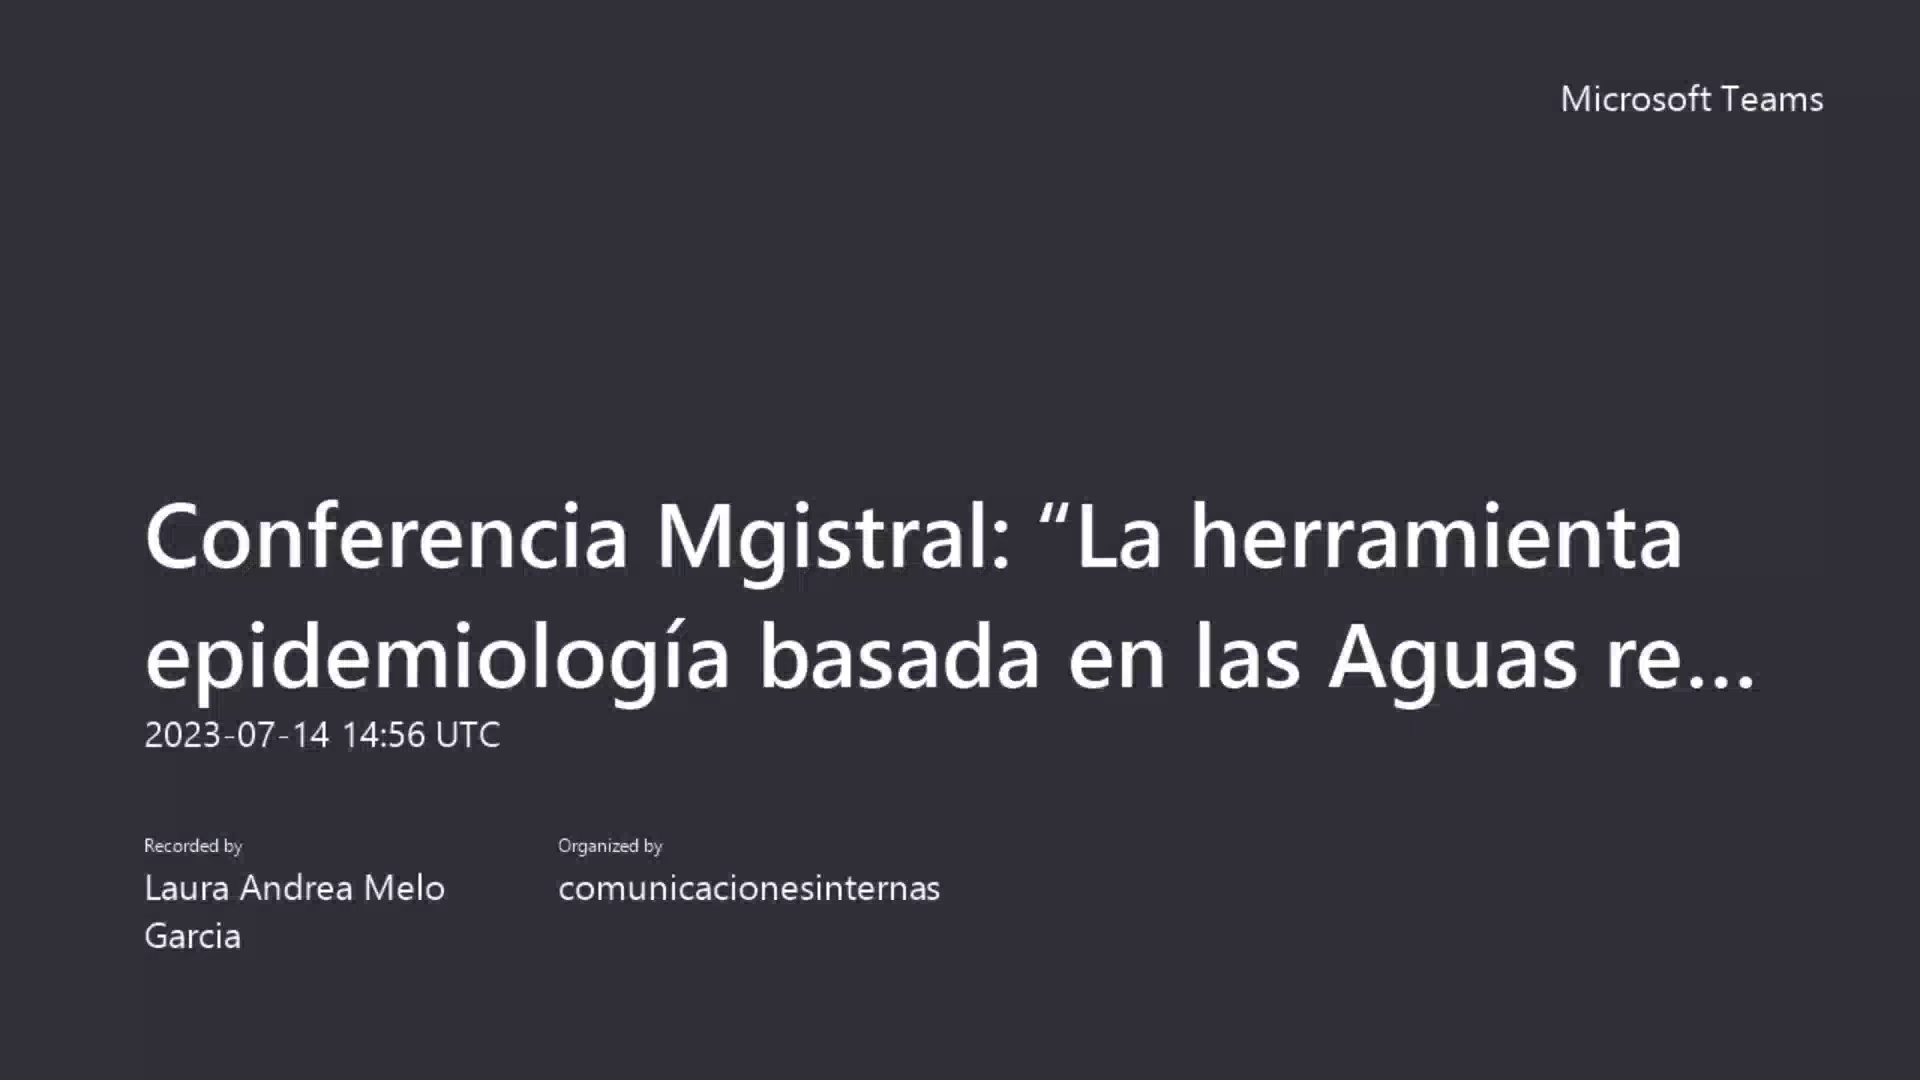 Microsoft Teams
Conferencia Mgistral: “La herramienta
epidemiología basada en las Aguas re...
2023-07-14 14:56 UTC
Recorded by
Organized by
Laura Andrea Melo
Garcia
comunicacionesinternas